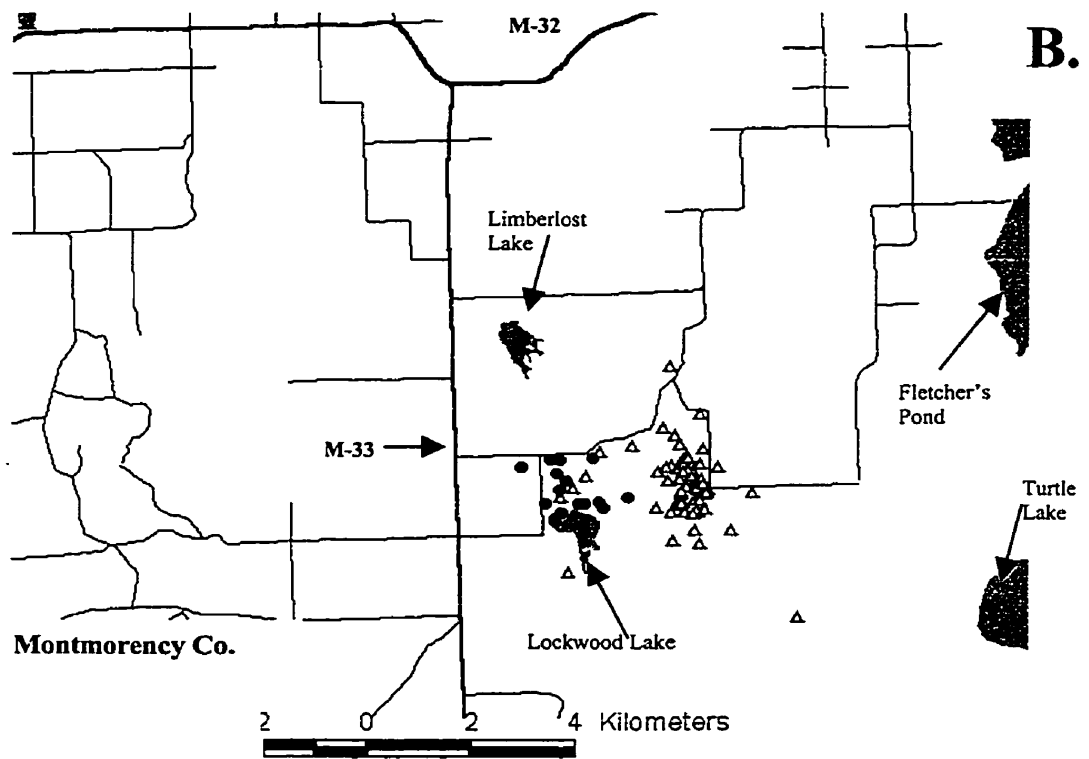 M-32
B.
Limberlost
Lake
Fletcher's
Pond
M-33
Turtle
Lake
Lockwood Lake
Montmorency Co.
2 0 2 4 Kilometers